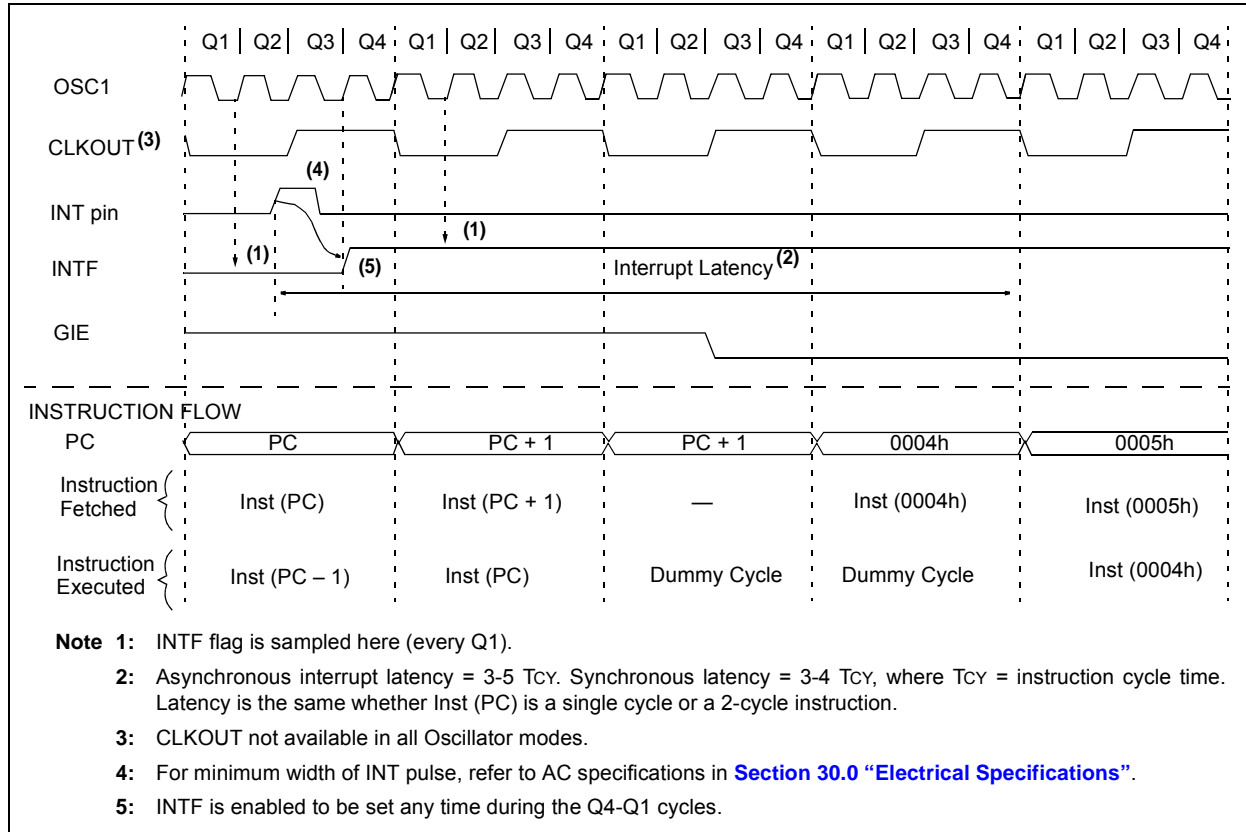 Q1 Q2 Q3 Q4 Q1 Q2 Q3 Q4 Q1 Q2 Q3 Q4 Q1 Q2 Q3 Q4 Q1 Q2 Q3 Q4
OSC1
CLKOUT (3)
(4)
INT pin
(1)
(1)
INTF
(5)
Interrupt Latency (2)
GIE
INSTRUCTION FLOW
PC PC PC + 1 PC + 1 0004h 0005h
Instruction
Fetched
Inst (PC) Inst (PC + 1) — Inst (0004h) Inst (0005h)
Instruction
Executed
Inst (PC – 1) Inst (PC) Dummy Cycle Dummy Cycle Inst (0004h)
Note 1: INTF flag is sampled here (every Q1).
2: Asynchronous interrupt latency = 3-5 TCY. Synchronous latency = 3-4 TCY, where TCY = instruction cycle time.
Latency is the same whether Inst (PC) is a single cycle or a 2-cycle instruction.
3: CLKOUT not available in all Oscillator modes.
4: For minimum width of INT pulse, refer to AC specifications in Section 30.0 “Electrical Specifications”.
5: INTF is enabled to be set any time during the Q4-Q1 cycles.